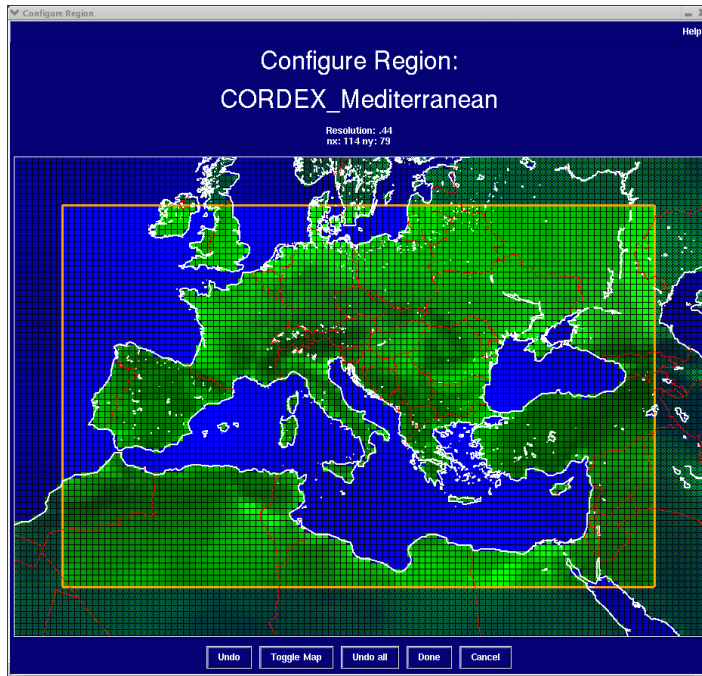 Configure Region
Help
Configure Region:
CORDEX_Mediterranean
Resolution: .44
nx: 114 ny: 79
Undo
Toggle Map
Undo all
Done
Cancel